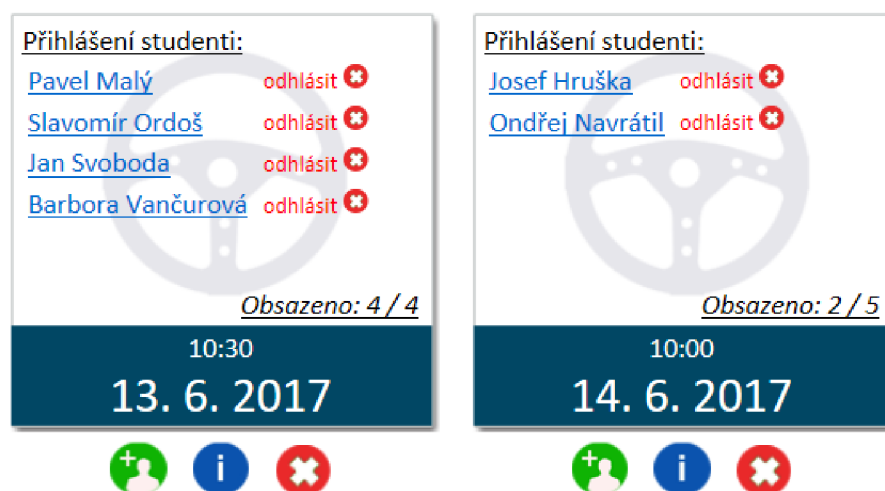 Přihlášení studenti:
Pavel Malý odhlásit
Slavomír Ordoš odhlásit
Jan Svoboda odhlásit
Barbora Vančurová odhlásit
Obsazeno: 4 / 4
10:30
13. 6. 2017
Přihlášení studenti:
Josef Hruška odhlásit
Ondřej Navrátil odhlásit
Obsazeno: 2 / 5
10:00
14. 6. 2017